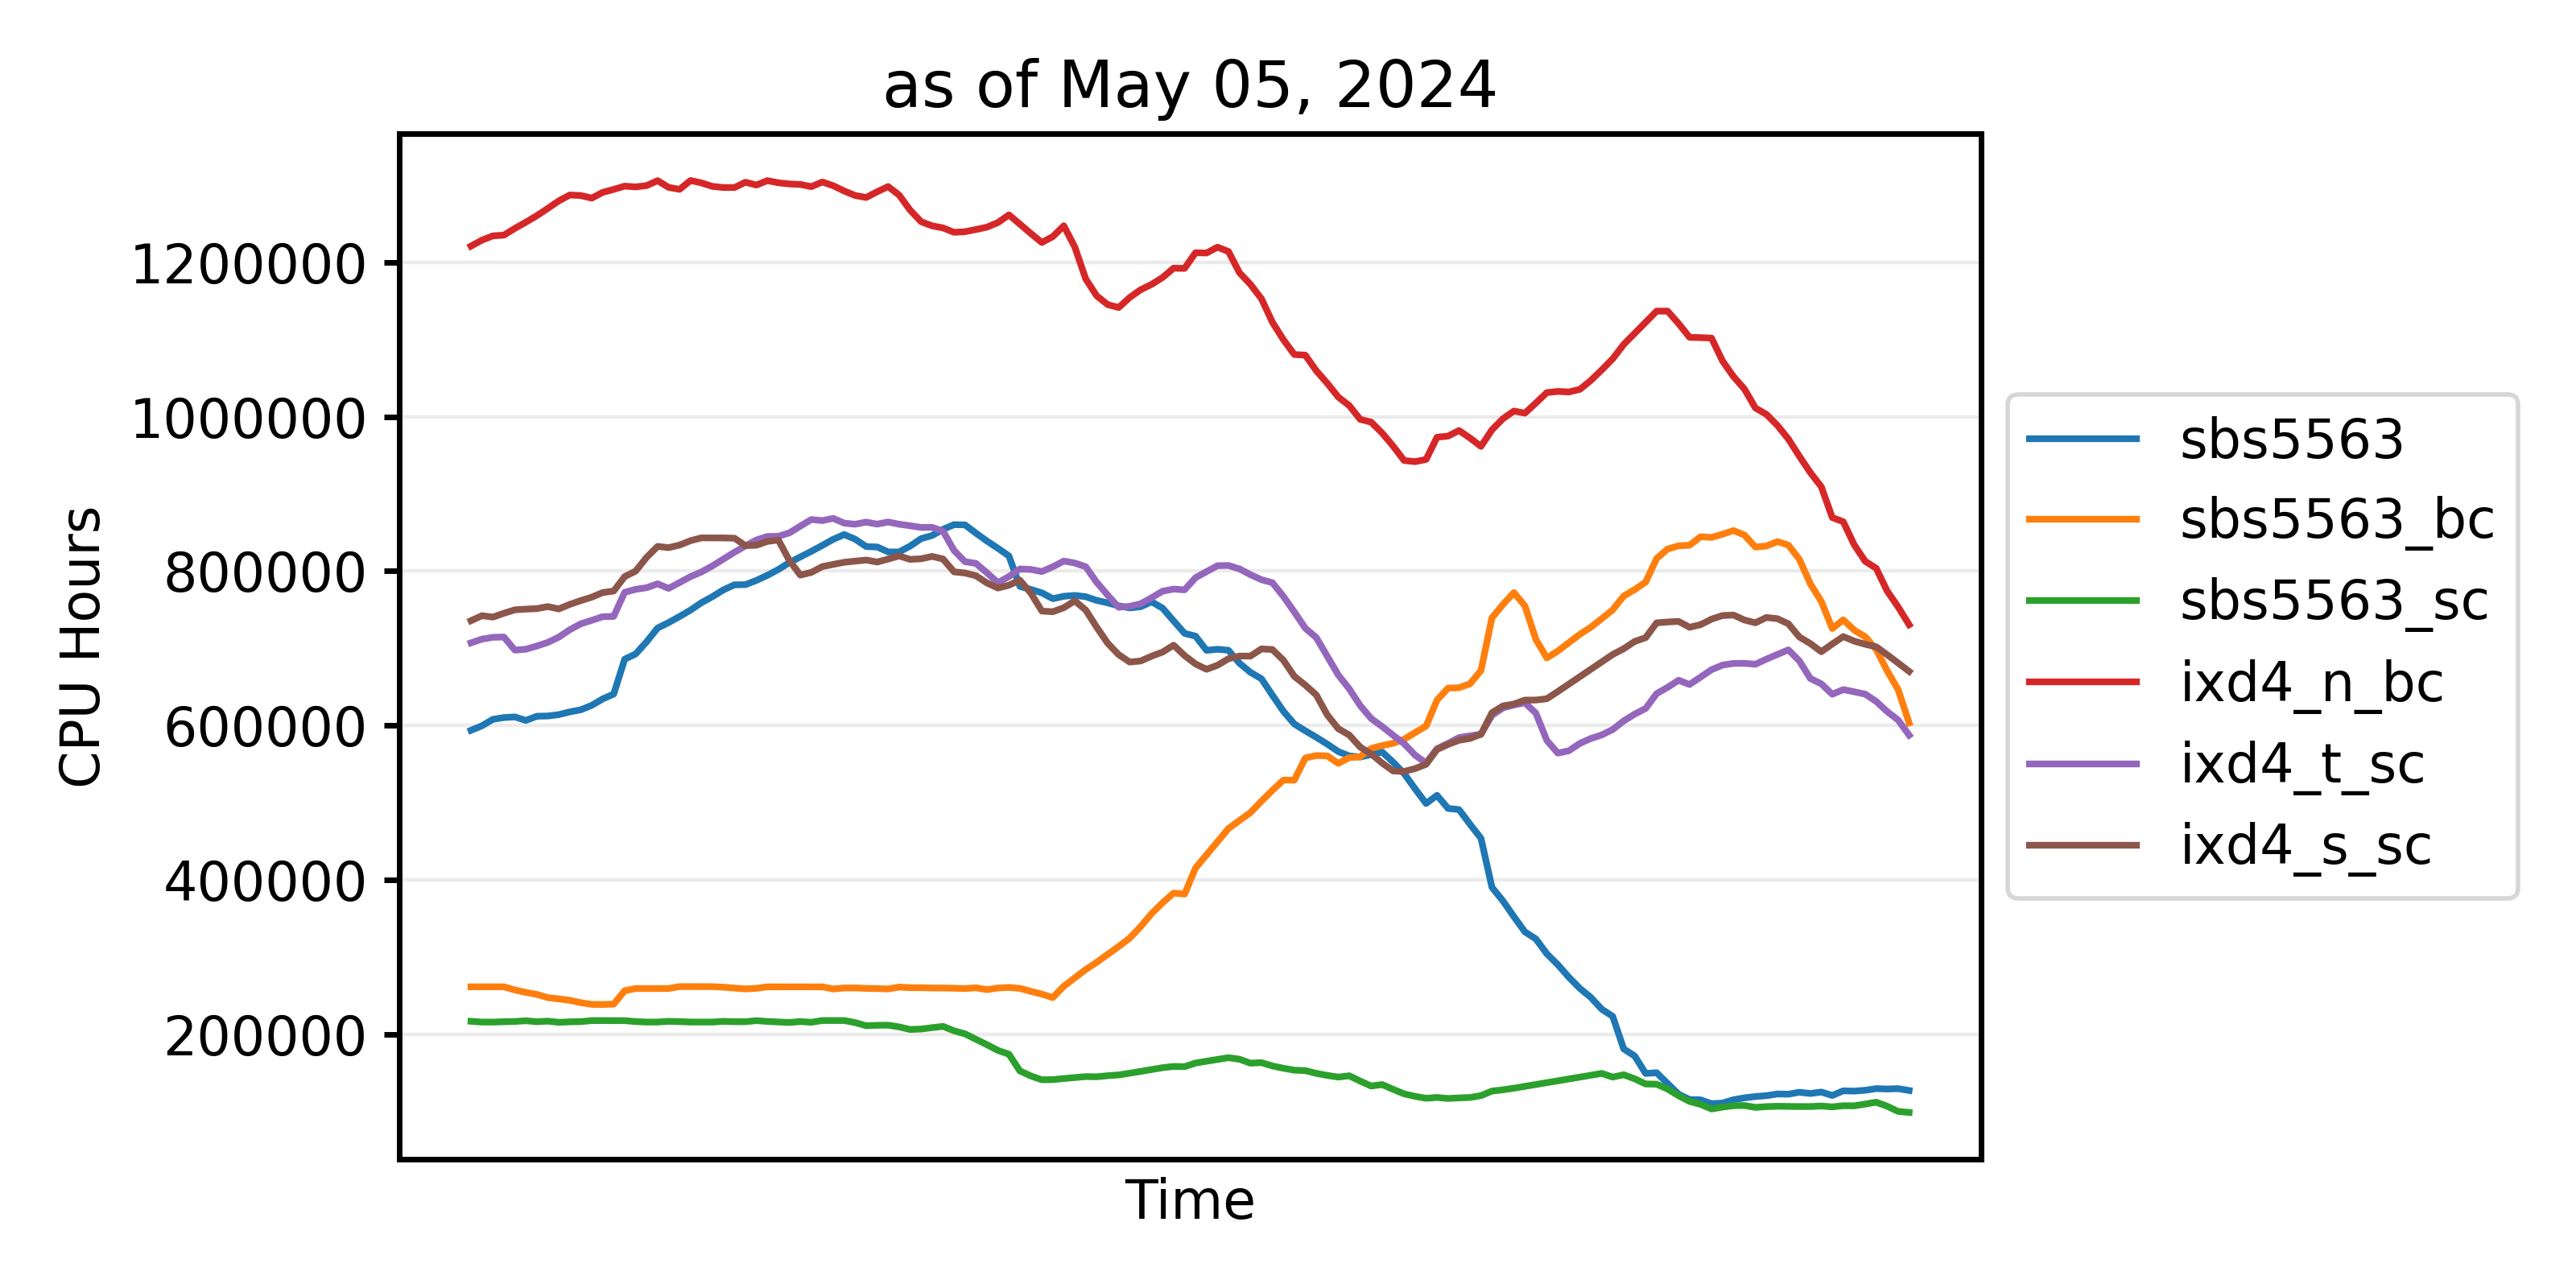 as of May 05, 2024
CPU Hours
1200000
1000000
800000
600000
400000
200000
Time
sbs5563
sbs5563_bc
sbs5563_sc
ixd4_n_bc
ixd4_t_sc
ixd4_s_sc